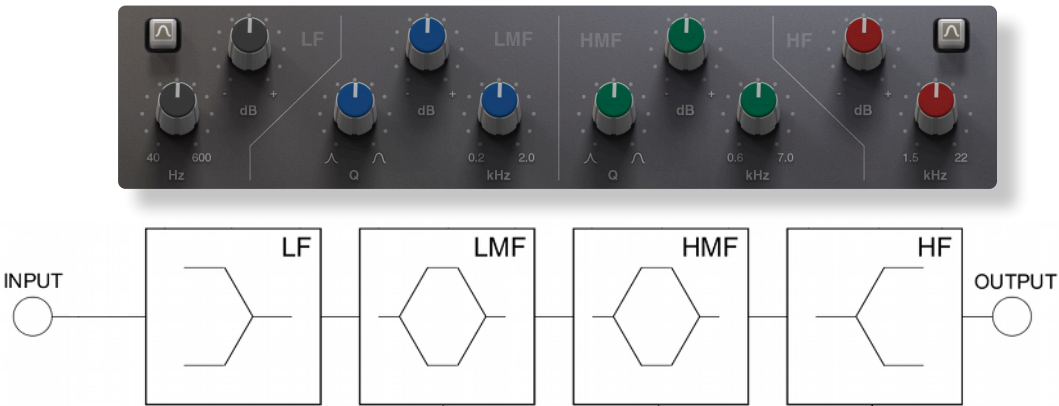 LF LMF HMF HF
- + - + - + - +
dB dB dB dB
40 600 0.2 2.0 0.6 7.0 1.5 22
Hz Q kHz Q kHz kHz
LF LMF HMF HF
INPUT OUTPUT